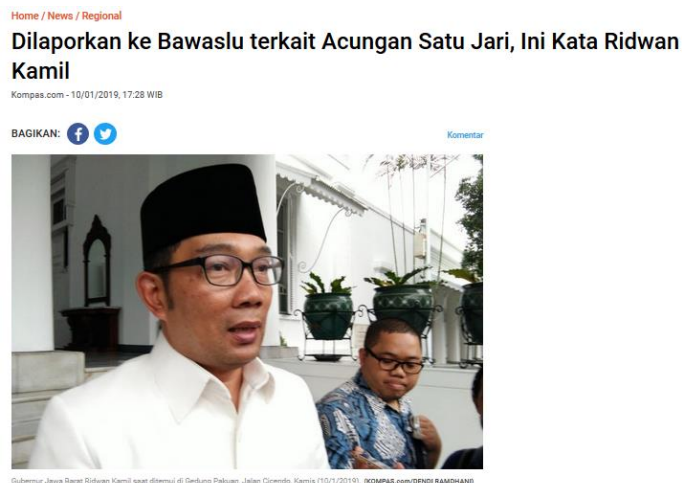 Home / News / Regional
Dilaporkan ke Bawaslu terkait Acungan Satu Jari, Ini Kata Ridwan
Kamil
Kompas.com - 10/01/2019, 17:28 WIB
BAGIKAN:
Komentar
Gubernur Jawa Barat Ridwan Kamil saat ditemui di Gedung Pakuan, Jalan Cicendo, Kamis (10/1/2019). (KOMPAS.com/DENDI RAMDHANI)